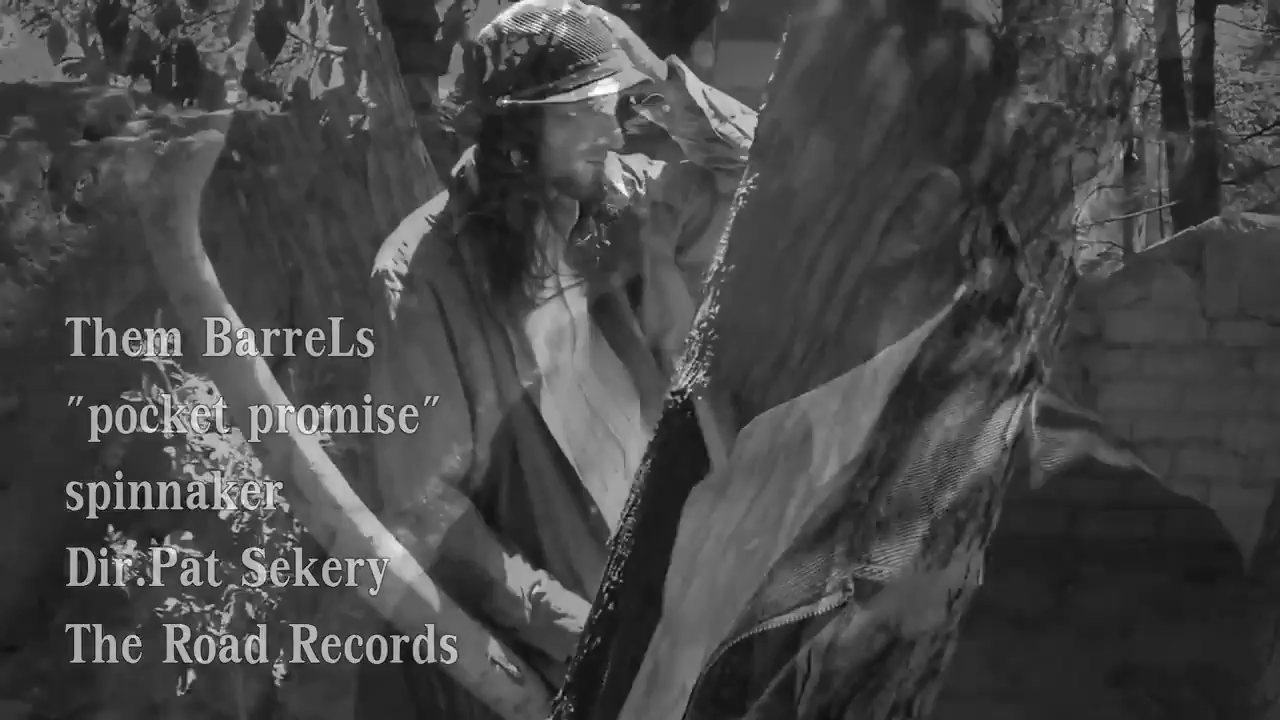 Them BarreLs
"pocket promise"
spinnaker
Dir.Pat Sekery
The Road Records